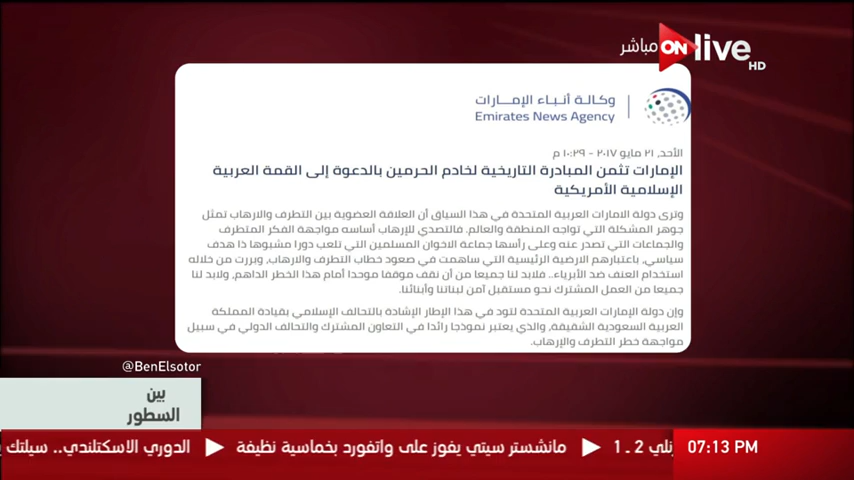 مباشر ON live
HD
وكالة أنباء الإمارات
Emirates News Agency
الأحد, ٢١ مايو ٢٠١٧ - ١٠:٢٩ م
الإمارات تثمن المبادرة التاريخية لخادم الحرمين بالدعوة إلى القمة العربية
الإسلامية الأمريكية
وترى دولة الامارات العربية المتحدة في هذا السياق أن العلاقة العضوية بين التطرف والارهاب تمثل
جوهر المشكلة التي تواجه المنطقة والعالم. فالتصدي للإرهاب أساسه مواجهة الفكر المتطرف
والجماعات التي تصدر عنه وعلى رأسها جماعة الاخوان المسلمين التي تلعب دورا مشبوها ذا هدف
سياسي, باعتبارهم الارضية الرئيسية التي ساهمت في صعود خطاب التطرف والارهاب, وبررت من خلاله
استخدام العنف ضد الأبرياء.. فلابد لنا جميعا من أن نقف موقفا موحدا أمام هذا الخطر الداهم, ولابد لنا
جميعا من العمل المشترك نحو مستقبل آمن لبناتنا وأبنائنا.
وإن دولة الإمارات العربية المتحدة لتود في هذا الإطار الإشادة بالتحالف الإسلامي بقيادة المملكة
العربية السعودية الشقيقة, والذي يعتبر نموذجا رائدا في التعاون المشترك والتحالف الدولي في سبيل
مواجهة خطر التطرف والإرهاب.
@BenElsotor
بين
السطور
2 ـ 1 ◀ مانشستر سيتي يفوز على واتفورد بخماسية نظيفة ◀ الدوري الاسكتلندي.. سيلتك
07:13 PM